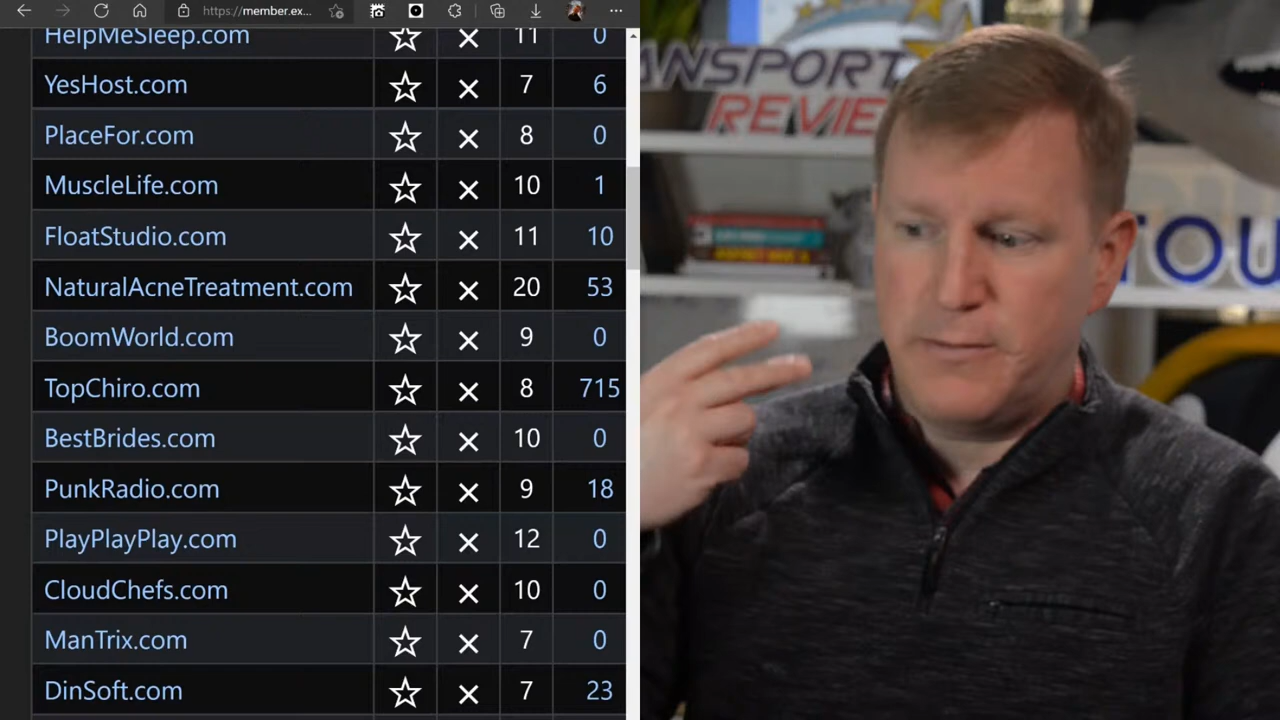 https://member.ex...
HelpMeSleep.com 11 0
YesHost.com 7 6
PlaceFor.com 8 0
MuscleLife.com 10 1
FloatStudio.com 11 10
NaturalAcneTreatment.com 20 53
BoomWorld.com 9 0
TopChiro.com 8 715
BestBrides.com 10 0
PunkRadio.com 9 18
PlayPlayPlay.com 12 0
CloudChefs.com 10 0
ManTrix.com 7 0
DinSoft.com 7 23
ANSPORT
REVIE
TOU